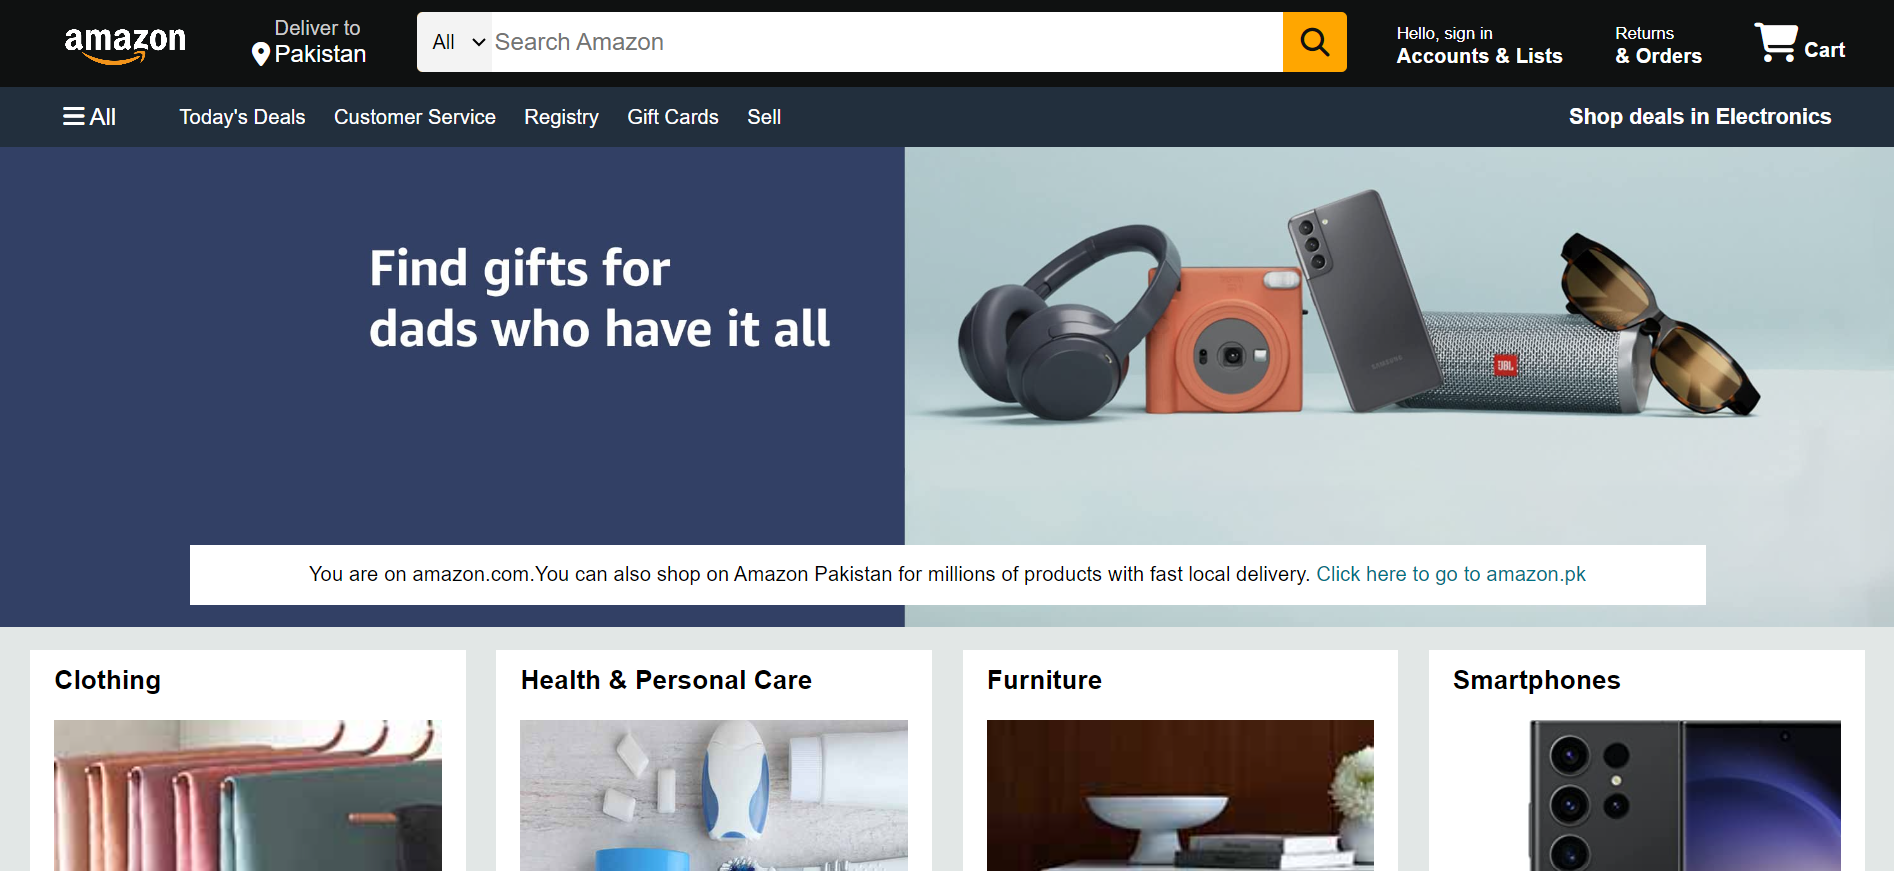 amazon
Deliver to
Pakistan
All
Search Amazon
Hello, sign in
Accounts & Lists
Returns
& Orders
Cart
All
Today's Deals
Customer Service
Registry
Gift Cards
Sell
Shop deals in Electronics
Find gifts for
dads who have it all
SAMSUNG
JBL
You are on amazon.com.You can also shop on Amazon Pakistan for millions of products with fast local delivery. Click here to go to amazon.pk
Clothing
Health & Personal Care
Furniture
Smartphones